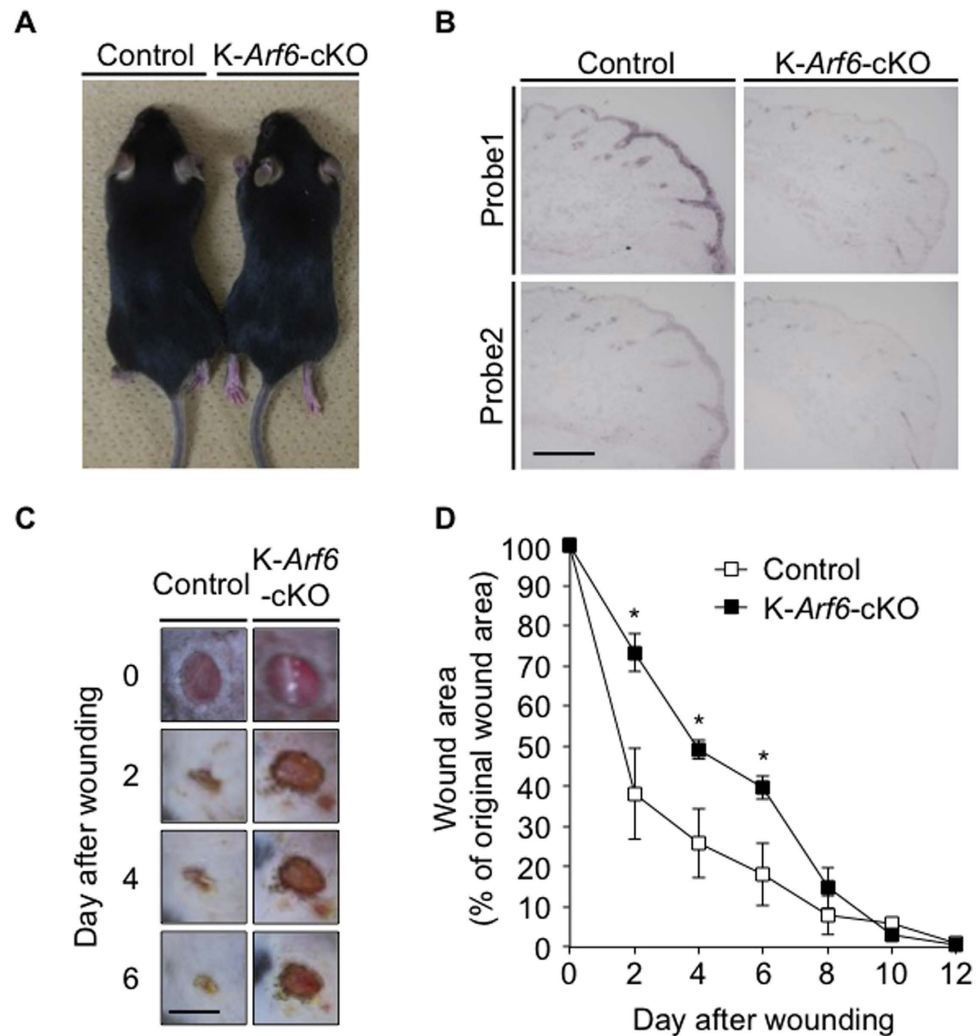 A
Control K-Arf6-cKO
B
Control K-Arf6-cKO
Probe1
Probe2
C
Control K-Arf6
-cKO
Day after wounding
0
2
4
6
D
Wound area
(% of original wound area)
100
90
80
70
60
50
40
30
20
10
0
Control
K-Arf6-cKO
*
*
*
0 2 4 6 8 10 12
Day after wounding